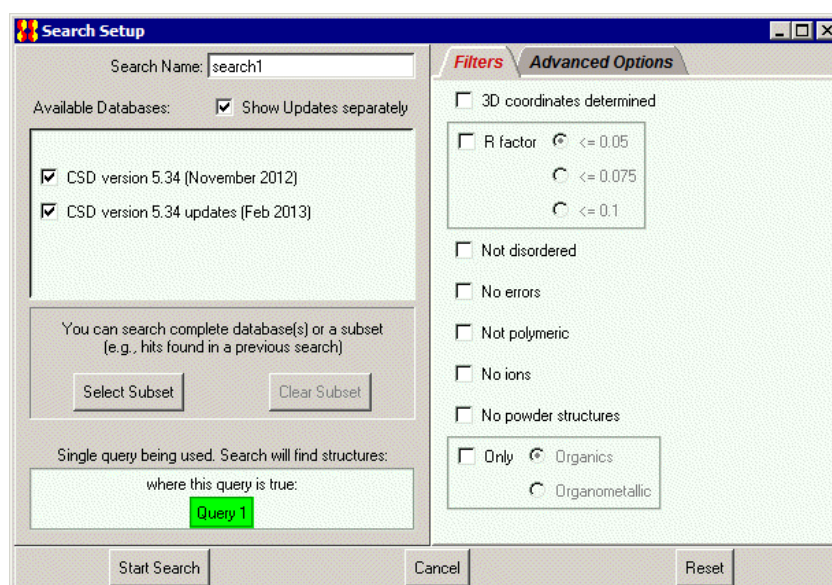 Search Setup
Search Name: search1
Available Databases: Show Updates separately
CSD version 5.34 (November 2012)
CSD version 5.34 updates (Feb 2013)
You can search complete database(s) or a subset
(e.g., hits found in a previous search)
Select Subset Clear Subset
Single query being used. Search will find structures:
where this query is true:
Query 1
Filters Advanced Options
3D coordinates determined
R factor <= 0.05
<= 0.075
<= 0.1
Not disordered
No errors
Not polymeric
No ions
No powder structures
Only Organics
Organometallic
Start Search Cancel Reset